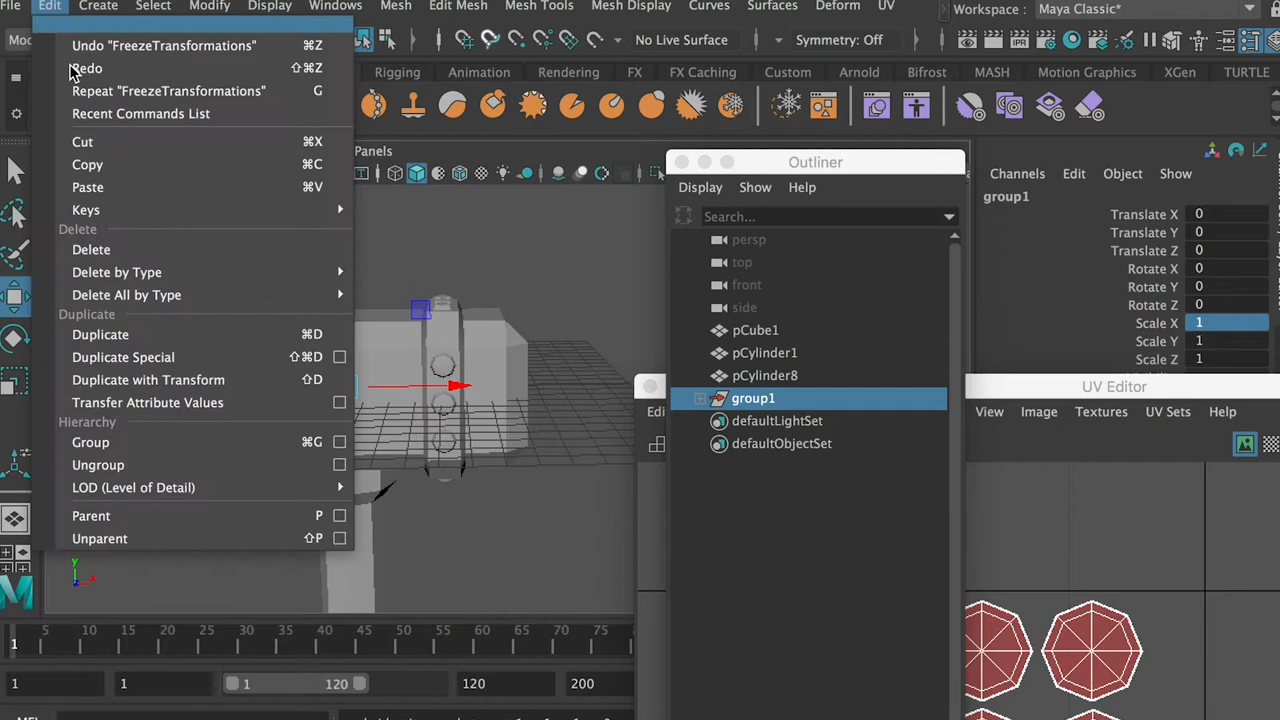 File Edit Create Select Modify Display Windows Mesh Edit Mesh Mesh Tools Mesh Display Curves Surfaces Deform UV Workspace : Maya Classic*
No Live Surface Symmetry: Off
Rigging Animation Rendering FX FX Caching Custom Arnold Bifrost MASH Motion Graphics XGen TURTLE
Undo "FreezeTransformations" ⌘Z
Redo ⇧⌘Z
Repeat "FreezeTransformations" G
Recent Commands List
Cut ⌘X
Copy ⌘C
Paste ⌘V
Keys
Delete
Delete
Delete by Type
Delete All by Type
Duplicate
Duplicate ⌘D
Duplicate Special ⇧⌘D
Duplicate with Transform ⇧D
Transfer Attribute Values
Hierarchy
Group ⌘G
Ungroup
LOD (Level of Detail)
Parent P
Unparent ⇧P
Panels
Outliner
Display Show Help
Search...
persp
top
front
side
pCube1
pCylinder1
pCylinder8
group1
defaultLightSet
defaultObjectSet
Channels Edit Object Show
group1
Translate X 0
Translate Y 0
Translate Z 0
Rotate X 0
Rotate Y 0
Rotate Z 0
Scale X 1
Scale Y 1
Scale Z 1
UV Editor
View Image Textures UV Sets Help
y
x
z
5 10 15 20 25 30 35 40 45 50 55 60 65 70 75 80
1
1 1 1 120 120 200